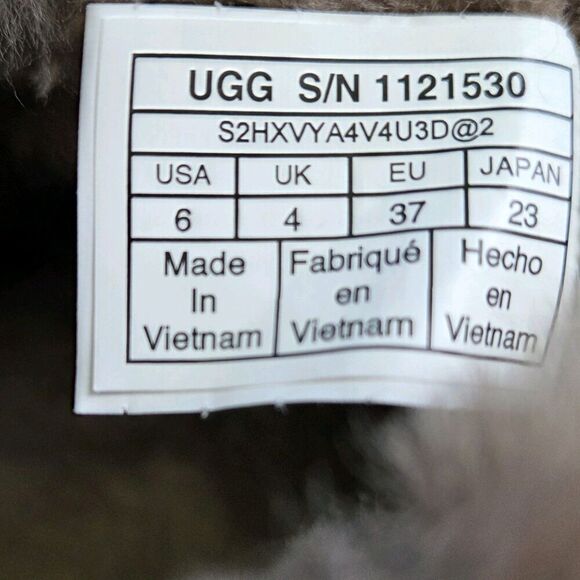 UGG S/N 1121530
S2HXVYA4V4U3D@2
USA UK EU JAPAN
6 4 37 23
Made Fabriqué Hecho
In en en
Vietnam Vietnam Vietnam